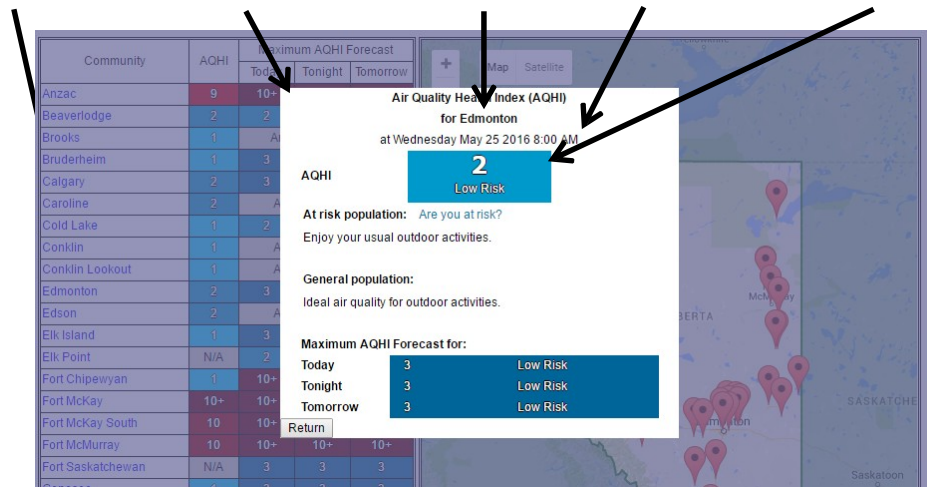 Community AQHI Maximum AQHI Forecast
Today Tonight Tomorrow
+ Map Satellite
Anzac 9 10+
Beaverlodge 2 2
Brooks 1
Bruderheim 1 3
Calgary 2 3
Caroline 2
Cold Lake 1 2
Conklin 1
Conklin Lookout 1
Edmonton 2 3
Edson 2
Elk Island 1 3
Elk Point N/A 2
Fort Chipewyan 1 10+
Fort McKay 10+ 10+
Fort McKay South 10 10+
Fort McMurray 10 10+ 10+ 10+
Fort Saskatchewan N/A 3 3 3
Air Quality Health Index (AQHI)
for Edmonton
at Wednesday May 25 2016 8:00 AM
AQHI 2
Low Risk
At risk population: Are you at risk?
Enjoy your usual outdoor activities.
General population:
Ideal air quality for outdoor activities.
Maximum AQHI Forecast for:
Today 3 Low Risk
Tonight 3 Low Risk
Tomorrow 3 Low Risk
Return
SASKATCHE
Saskatoon